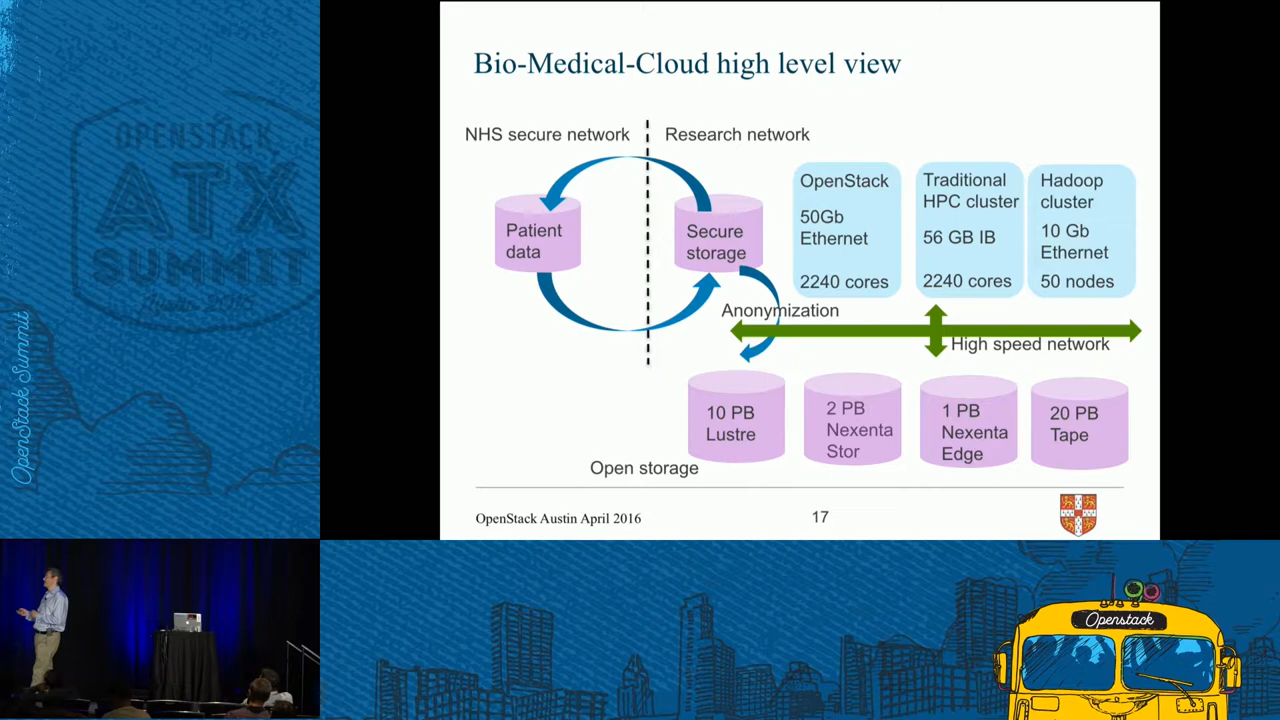 OPENSTACK
ATX
SUMMIT
OpenStack Summit
Bio-Medical-Cloud high level view
NHS secure network
Research network
Patient
data
Secure
storage
OpenStack
50Gb
Ethernet
2240 cores
Traditional
HPC cluster
56 GB IB
2240 cores
Hadoop
cluster
10 Gb
Ethernet
50 nodes
Anonymization
High speed network
10 PB
Lustre
2 PB
Nexenta
Stor
1 PB
Nexenta
Edge
20 PB
Tape
Open storage
OpenStack Austin April 2016
17
Openstack